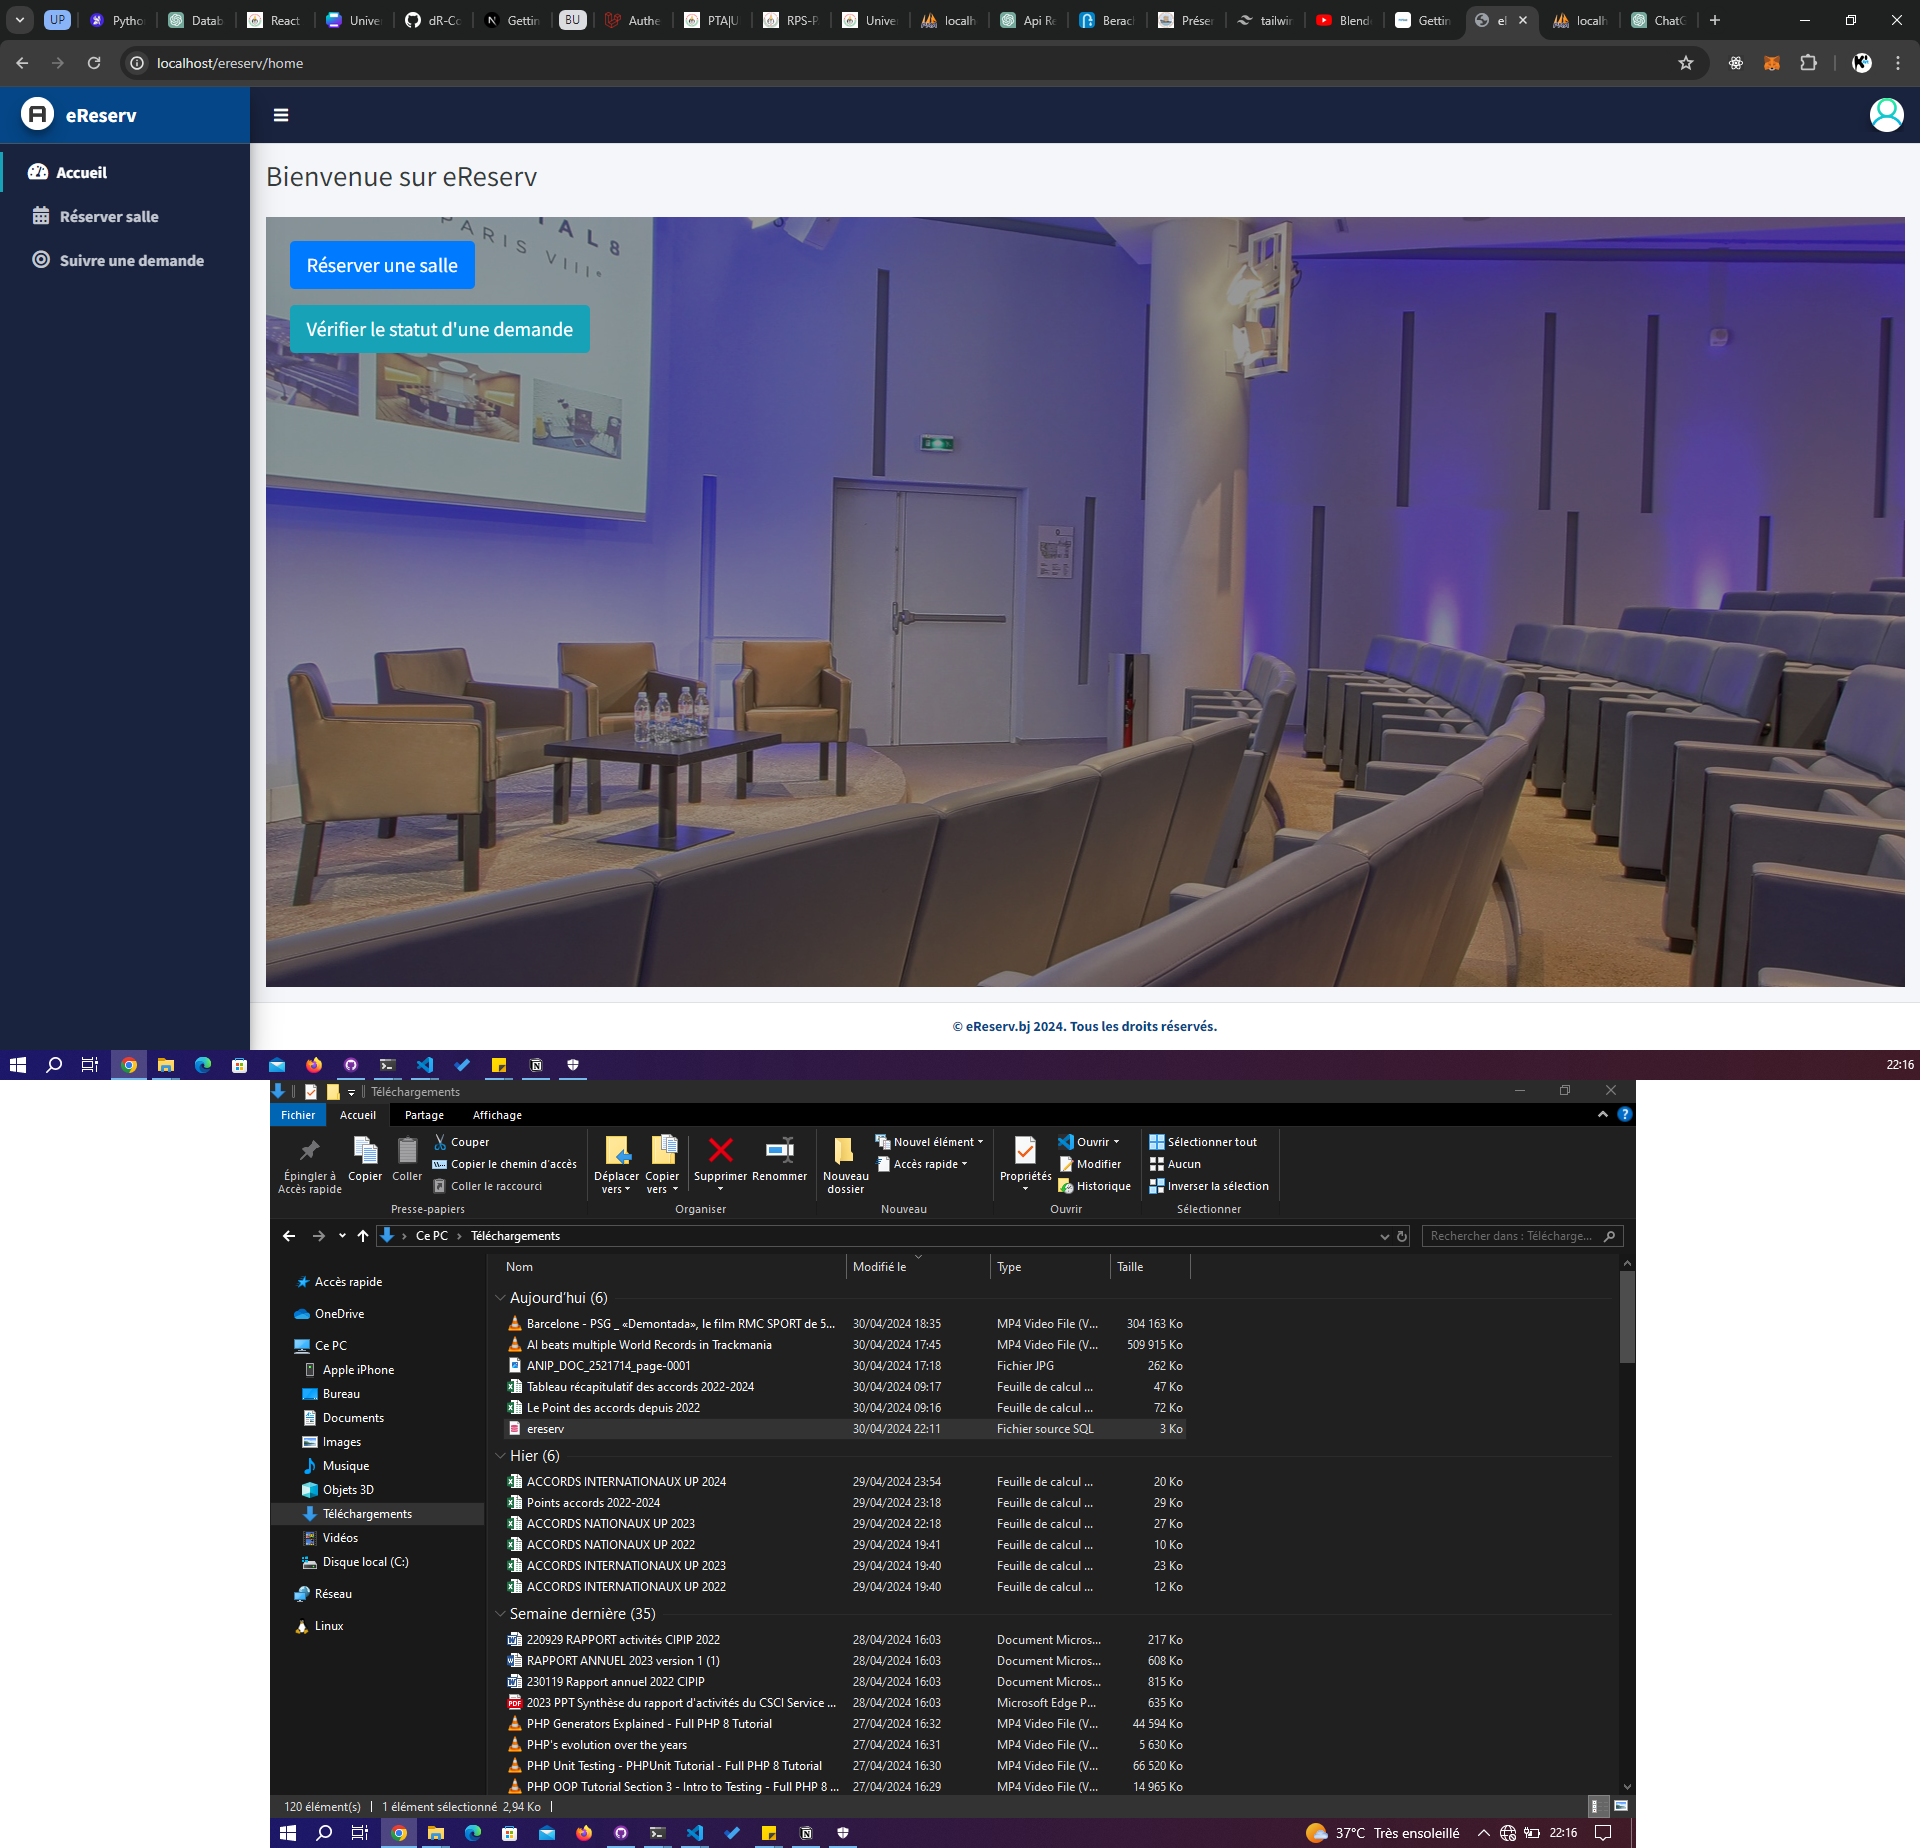 UP
Pytho
Datab
React
Unive
dR-Co
Gettin
BU
Authe
PTA|U
RPS-P
Unive
localh
Api Re
Berac
Présen
tailwin
Blend
Gettin
el
localh
ChatG
localhost/ereserv/home
eReserv
Accueil
Réserver salle
Suivre une demande
Bienvenue sur eReserv
PARIS VIII
Réserver une salle
Vérifier le statut d'une demande
© eReserv.bj 2024. Tous les droits réservés.
22:16
Téléchargements
Fichier Accueil Partage Affichage
Épingler à Accès rapide
Copier
Coller
Couper
Copier le chemin d'accès
Coller le raccourci
Presse-papiers
Déplacer vers
Copier vers
Supprimer
Renommer
Organiser
Nouveau dossier
Nouvel élément
Accès rapide
Nouveau
Propriétés
Ouvrir
Modifier
Historique
Ouvrir
Sélectionner tout
Aucun
Inverser la sélection
Sélectionner
Ce PC > Téléchargements
Rechercher dans : Télécharge...
Accès rapide
OneDrive
Ce PC
Apple iPhone
Bureau
Documents
Images
Musique
Objets 3D
Téléchargements
Vidéos
Disque local (C:)
Réseau
Linux
Nom Modifié le Type Taille
Aujourd'hui (6)
Barcelone - PSG _ «Demontada», le film RMC SPORT de 5... 30/04/2024 18:35 MP4 Video File (V... 304 163 Ko
AI beats multiple World Records in Trackmania 30/04/2024 17:45 MP4 Video File (V... 509 915 Ko
ANIP_DOC_2521714_page-0001 30/04/2024 17:18 Fichier JPG 262 Ko
Tableau récapitulatif des accords 2022-2024 30/04/2024 09:17 Feuille de calcul ... 47 Ko
Le Point des accords depuis 2022 30/04/2024 09:16 Feuille de calcul ... 72 Ko
ereserv 30/04/2024 22:11 Fichier source SQL 3 Ko
Hier (6)
ACCORDS INTERNATIONAUX UP 2024 29/04/2024 23:54 Feuille de calcul ... 20 Ko
Points accords 2022-2024 29/04/2024 23:18 Feuille de calcul ... 29 Ko
ACCORDS NATIONAUX UP 2023 29/04/2024 22:18 Feuille de calcul ... 27 Ko
ACCORDS NATIONAUX UP 2022 29/04/2024 19:41 Feuille de calcul ... 10 Ko
ACCORDS INTERNATIONAUX UP 2023 29/04/2024 19:40 Feuille de calcul ... 23 Ko
ACCORDS INTERNATIONAUX UP 2022 29/04/2024 19:40 Feuille de calcul ... 12 Ko
Semaine dernière (35)
220929 RAPPORT activités CIPIP 2022 28/04/2024 16:03 Document Micros... 217 Ko
RAPPORT ANNUEL 2023 version 1 (1) 28/04/2024 16:03 Document Micros... 608 Ko
230119 Rapport annuel 2022 CIPIP 28/04/2024 16:03 Document Micros... 815 Ko
2023 PPT Synthèse du rapport d'activités du CSCI Service ... 28/04/2024 16:03 Microsoft Edge P... 635 Ko
PHP Generators Explained - Full PHP 8 Tutorial 27/04/2024 16:32 MP4 Video File (V... 44 594 Ko
PHP's evolution over the years 27/04/2024 16:31 MP4 Video File (V... 5 630 Ko
PHP Unit Testing - PHPUnit Tutorial - Full PHP 8 Tutorial 27/04/2024 16:30 MP4 Video File (V... 66 520 Ko
PHP OOP Tutorial Section 3 - Intro to Testing - Full PHP 8 ... 27/04/2024 16:29 MP4 Video File (V... 14 965 Ko
120 élément(s) 1 élément sélectionné 2,94 Ko
37°C Très ensoleillé 22:16